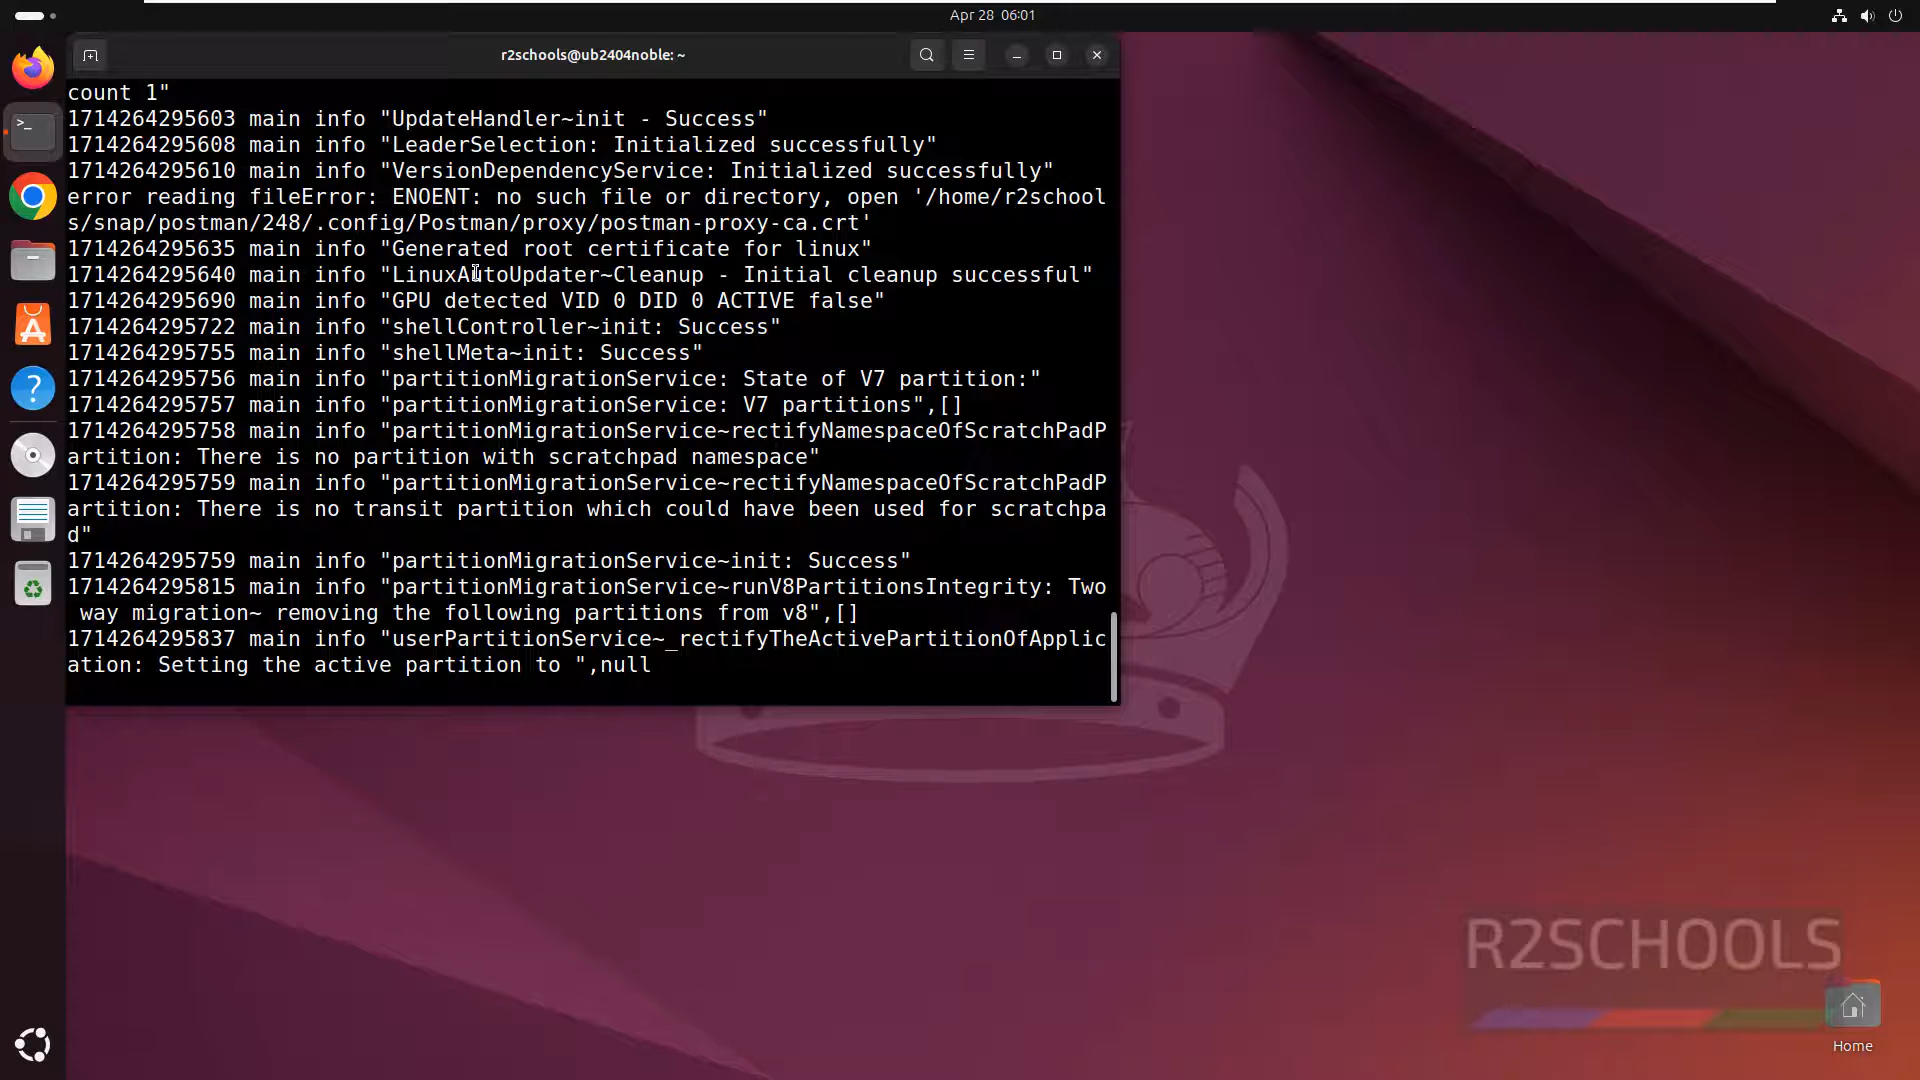 Apr 28 06:01
r2schools@ub2404noble: ~
count 1"
1714264295603 main info "UpdateHandler~init - Success"
1714264295608 main info "LeaderSelection: Initialized successfully"
1714264295610 main info "VersionDependencyService: Initialized successfully"
error reading fileError: ENOENT: no such file or directory, open '/home/r2school
s/snap/postman/248/.config/Postman/proxy/postman-proxy-ca.crt'
1714264295635 main info "Generated root certificate for linux"
1714264295640 main info "LinuxAutoUpdater~Cleanup - Initial cleanup successful"
1714264295690 main info "GPU detected VID 0 DID 0 ACTIVE false"
1714264295722 main info "shellController~init: Success"
1714264295755 main info "shellMeta~init: Success"
1714264295756 main info "partitionMigrationService: State of V7 partition:"
1714264295757 main info "partitionMigrationService: V7 partitions",[]
1714264295758 main info "partitionMigrationService~rectifyNamespaceOfScratchPadP
artition: There is no partition with scratchpad namespace"
1714264295759 main info "partitionMigrationService~rectifyNamespaceOfScratchPadP
artition: There is no transit partition which could have been used for scratchpa
d"
1714264295759 main info "partitionMigrationService~init: Success"
1714264295815 main info "partitionMigrationService~runV8PartitionsIntegrity: Two
 way migration~ removing the following partitions from v8",[]
1714264295837 main info "userPartitionService~_rectifyTheActivePartitionOfApplic
ation: Setting the active partition to ",null
R2SCHOOLS
Home